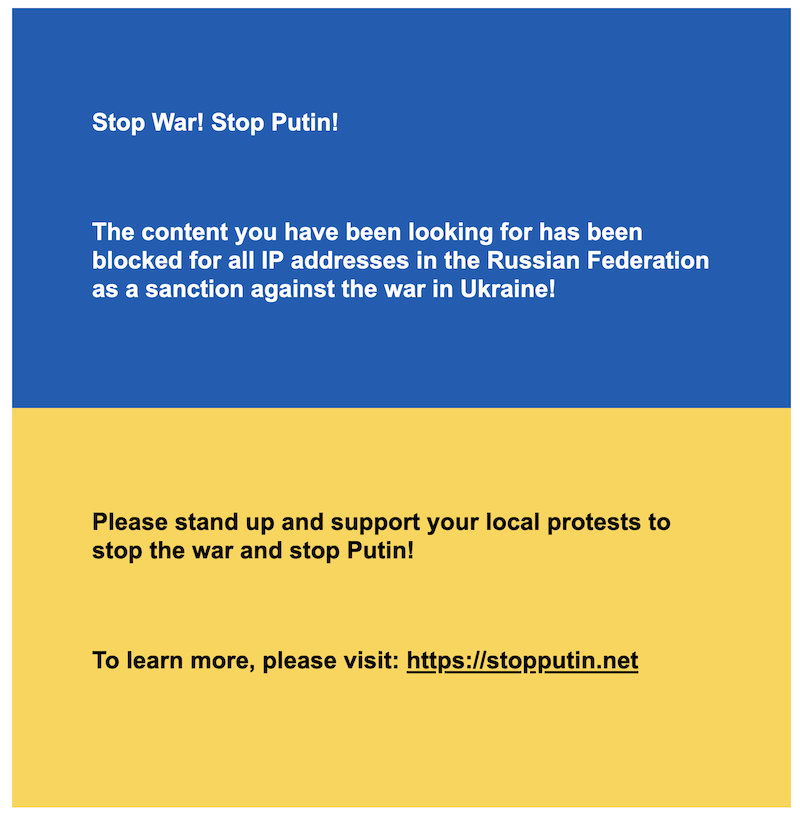 Stop War! Stop Putin!
The content you have been looking for has been
blocked for all IP addresses in the Russian Federation
as a sanction against the war in Ukraine!
Please stand up and support your local protests to
stop the war and stop Putin!
To learn more, please visit: https://stopputin.net